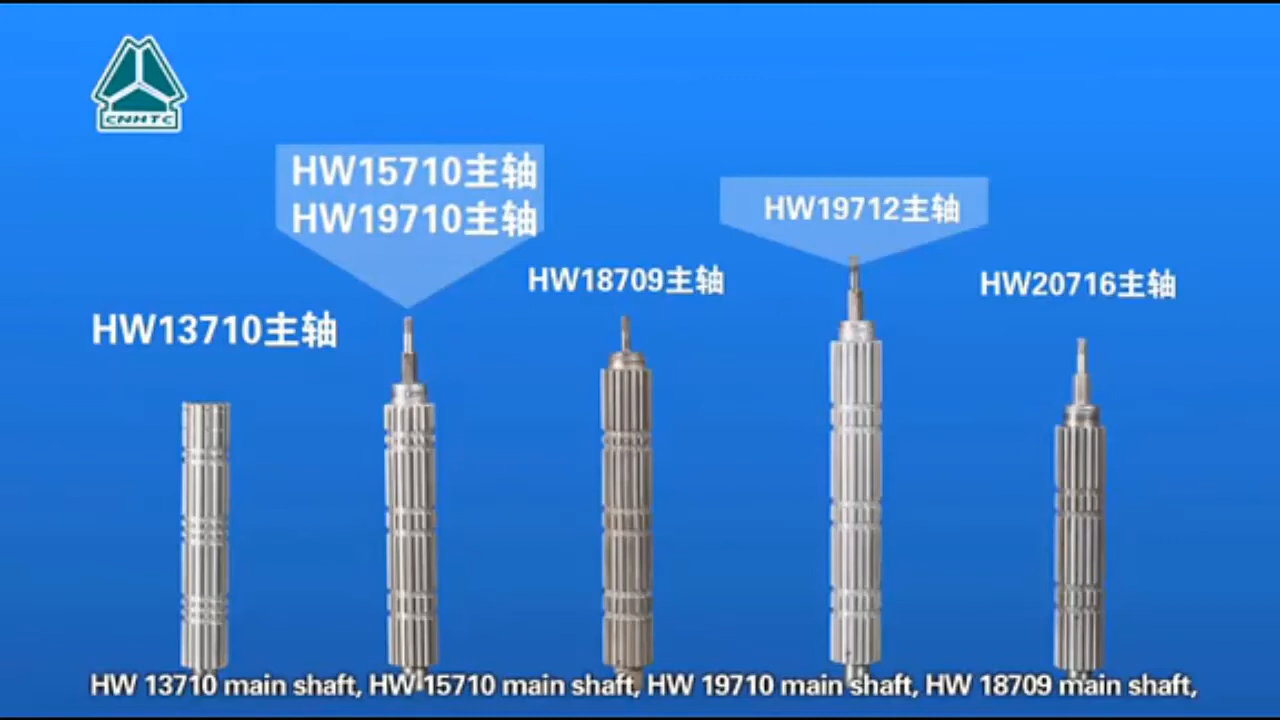 CNHTC
HW15710主轴
HW19710主轴
HW19712主轴
HW18709主轴
HW20716主轴
HW13710主轴
HW 13710 main shaft, HW 15710 main shaft, HW 19710 main shaft, HW 18709 main shaft,